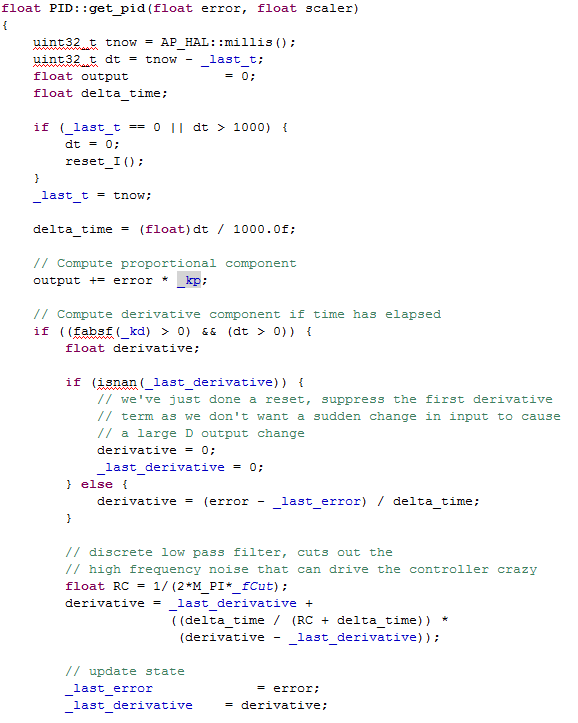 float PID::get_pid(float error, float scaler)
{
    uint32_t tnow = AP_HAL::millis();
    uint32_t dt = tnow - _last_t;
    float output            = 0;
    float delta_time;

    if (_last_t == 0 || dt > 1000) {
        dt = 0;
        reset_I();
    }
    _last_t = tnow;

    delta_time = (float)dt / 1000.0f;

    // Compute proportional component
    output += error * _kp;

    // Compute derivative component if time has elapsed
    if ((fabsf(_kd) > 0) && (dt > 0)) {
        float derivative;

        if (isnan(_last_derivative)) {
            // we've just done a reset, suppress the first derivative
            // term as we don't want a sudden change in input to cause
            // a large D output change
            derivative = 0;
            _last_derivative = 0;
        } else {
            derivative = (error - _last_error) / delta_time;
        }

        // discrete low pass filter, cuts out the
        // high frequency noise that can drive the controller crazy
        float RC = 1/(2*M_PI*_fCut);
        derivative = _last_derivative +
                     ((delta_time / (RC + delta_time)) *
                      (derivative - _last_derivative));

        // update state
        _last_error             = error;
        _last_derivative    = derivative;